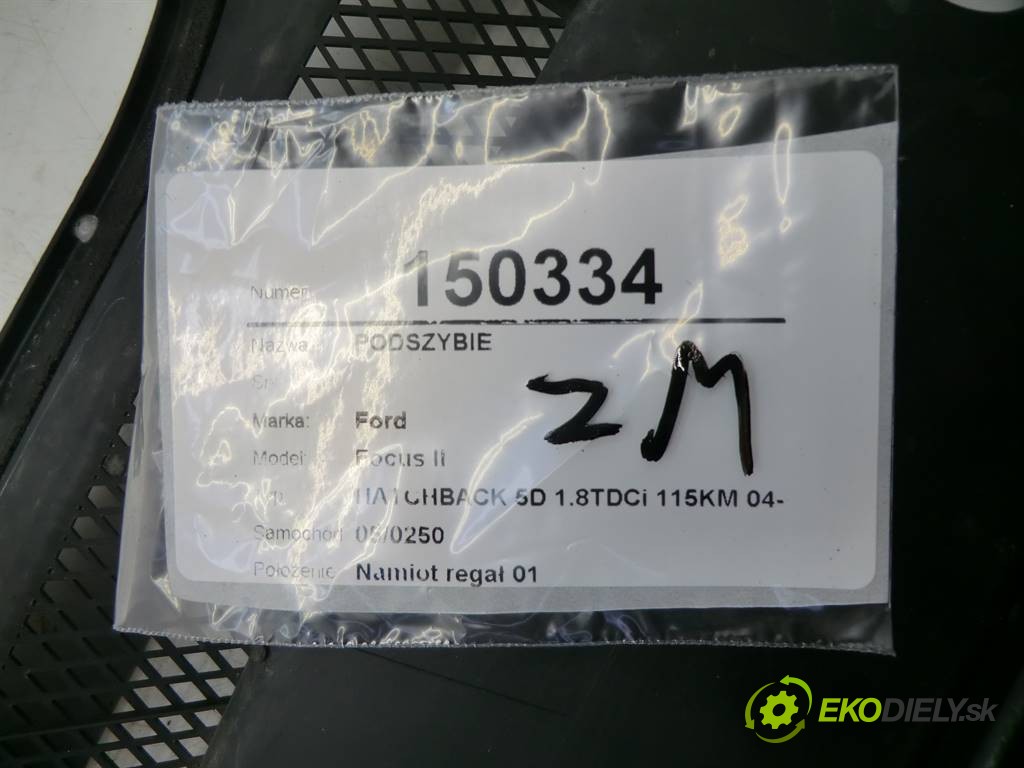 Numer: 150334
Nazwa: PODSZYBIE
Marka: Ford
Model: Focus II
HATCHBACK 5D 1.8TDCi 115KM 04-
Samochód 05/0250
Położenie Namiot regał 01
ZM
EKODIELY.sk